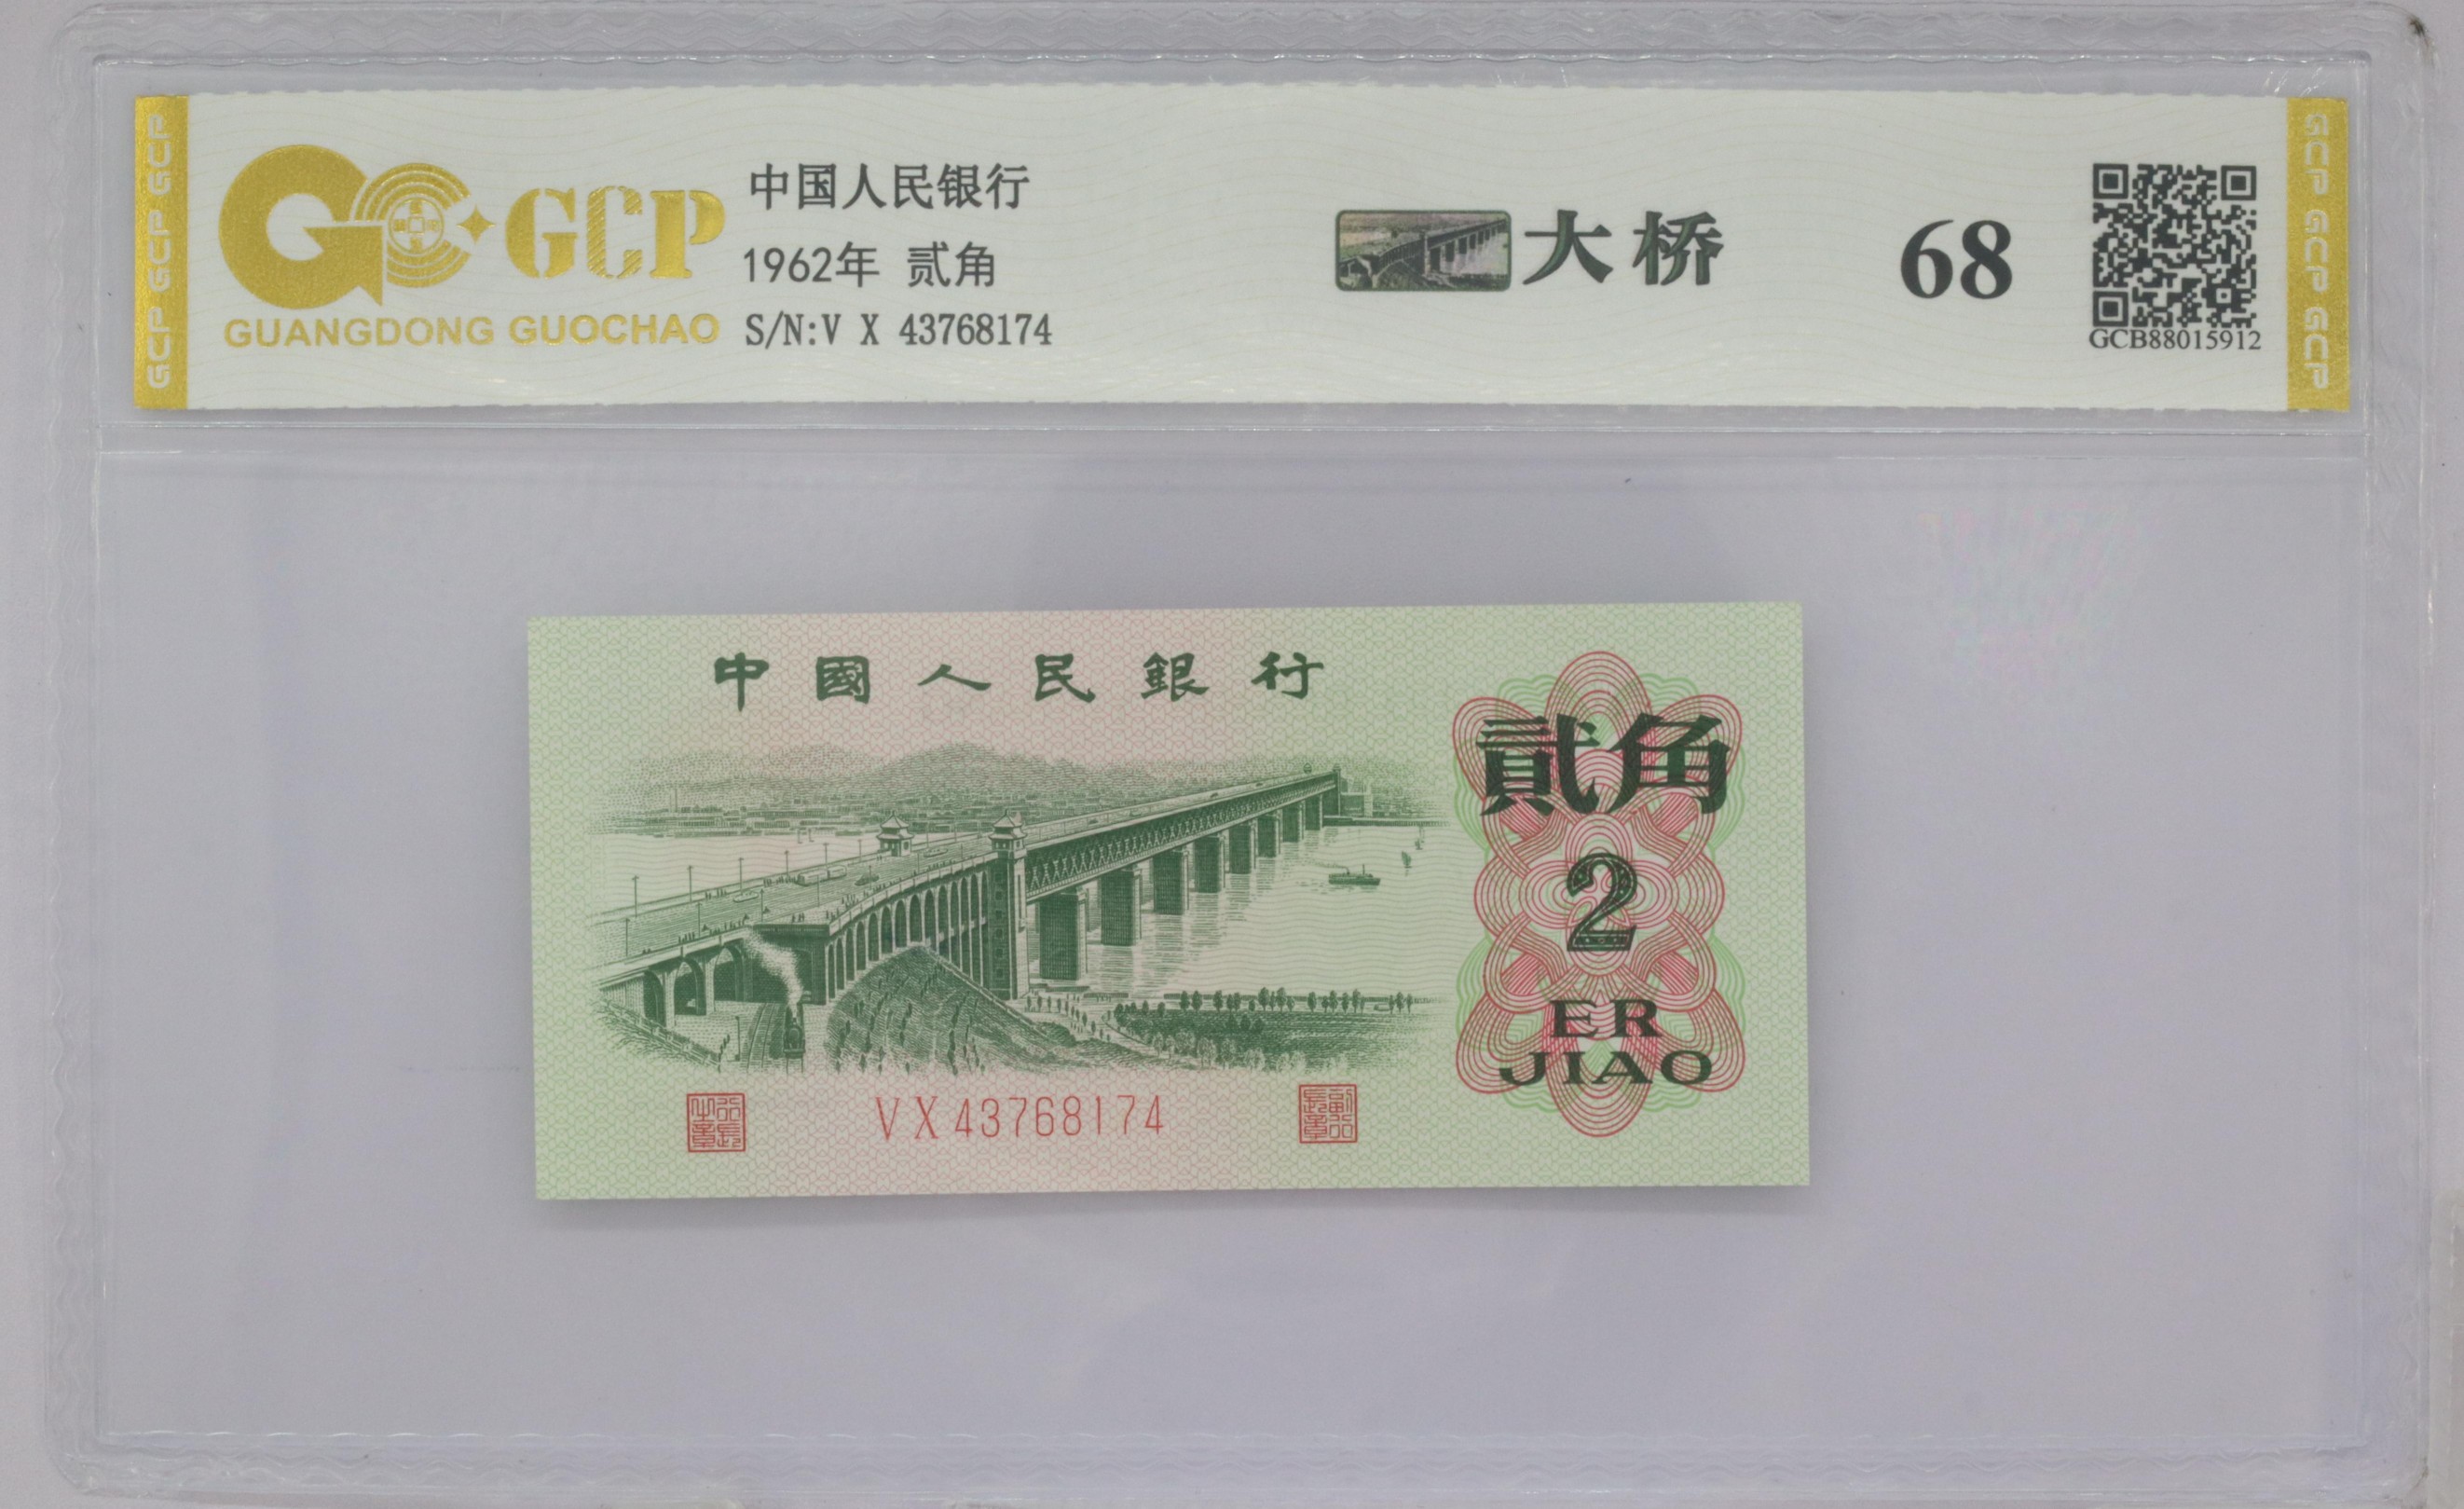 GCP GCP GCP
GCP
GUANGDONG GUOCHAO
中国人民银行
1962年 贰角
S/N:V X 43768174
大桥
68
GCB88015912
GCP GCP GCP
中國人民銀行
貳角
2
ER
JIAO
VX43768174